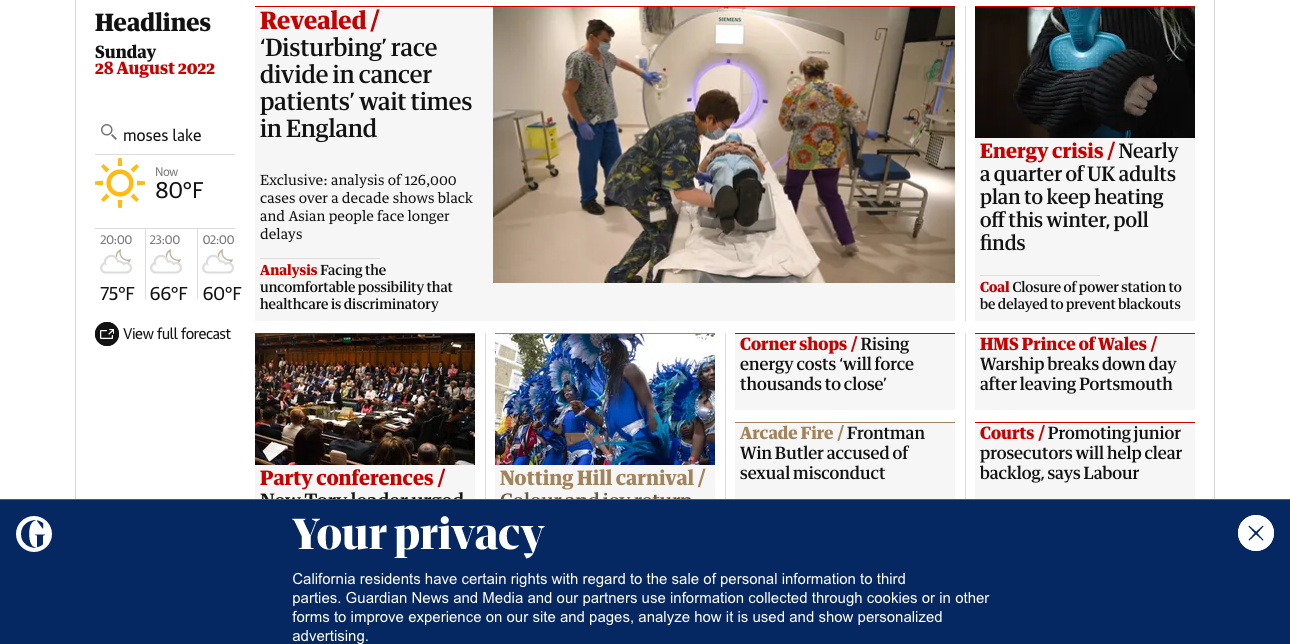 Headlines
Sunday
28 August 2022
moses lake
Now
80°F
20:00
23:00
02:00
75°F
66°F
60°F
View full forecast
Revealed /
‘Disturbing’ race
divide in cancer
patients’ wait times
in England
Exclusive: analysis of 126,000
cases over a decade shows black
and Asian people face longer
delays
Analysis Facing the
uncomfortable possibility that
healthcare is discriminatory
SIEMENS
Energy crisis / Nearly
a quarter of UK adults
plan to keep heating
off this winter, poll
finds
Coal Closure of power station to
be delayed to prevent blackouts
Party conferences /
New Tory leader urged
Notting Hill carnival /
Colour and joy return
Corner shops / Rising
energy costs ‘will force
thousands to close’
Arcade Fire / Frontman
Win Butler accused of
sexual misconduct
HMS Prince of Wales /
Warship breaks down day
after leaving Portsmouth
Courts / Promoting junior
prosecutors will help clear
backlog, says Labour
G
Your privacy
California residents have certain rights with regard to the sale of personal information to third
parties. Guardian News and Media and our partners use information collected through cookies or in other
forms to improve experience on our site and pages, analyze how it is used and show personalized
advertising.